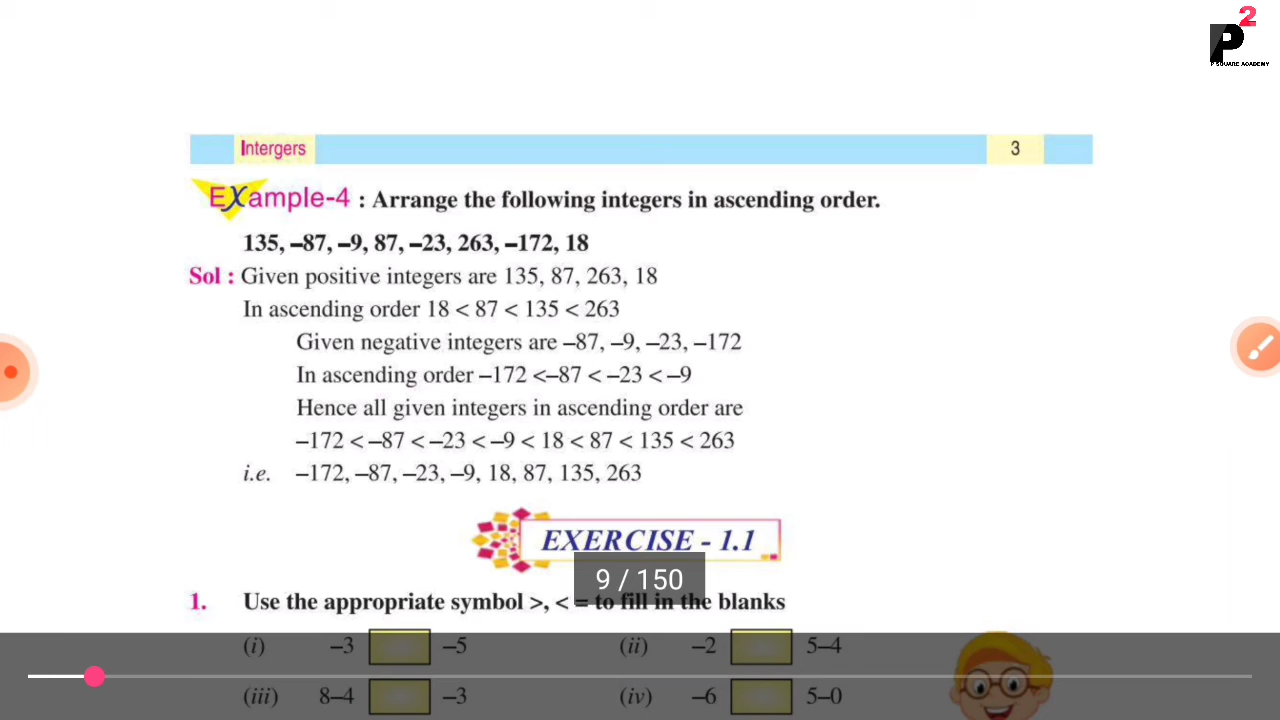 P2
P SQUARE ACADEMY
Intergers 3
Example-4 : Arrange the following integers in ascending order.
135, –87, –9, 87, –23, 263, –172, 18
Sol : Given positive integers are 135, 87, 263, 18
In ascending order 18 < 87 < 135 < 263
Given negative integers are –87, –9, –23, –172
In ascending order –172 <–87 < –23 < –9
Hence all given integers in ascending order are
–172 < –87 < –23 < –9 < 18 < 87 < 135 < 263
i.e. –172, –87, –23, –9, 18, 87, 135, 263
EXERCISE - 1.1
9 / 150
1. Use the appropriate symbol >, < = to fill in the blanks
(i) –3 –5 (ii) –2 5–4
(iii) 8–4 –3 (iv) –6 5–0